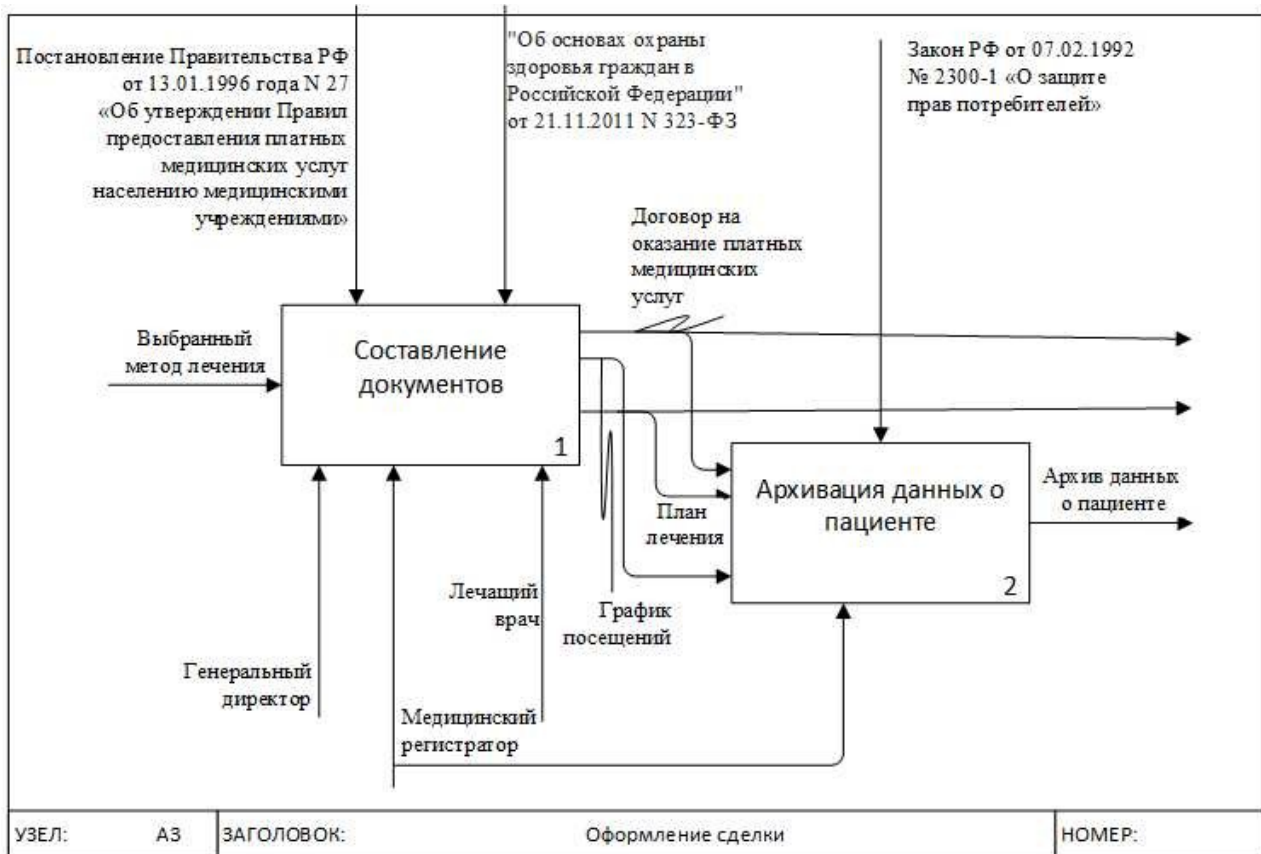 Постановление Правительства РФ
от 13.01.1996 года N 27
«Об утверждении Правил
предоставления платных
медицинских услуг
населению медицинскими
учреждениями»
"Об основах охраны
здоровья граждан в
Российской Федерации"
от 21.11.2011 N 323-ФЗ
Закон РФ от 07.02.1992
№ 2300-1 «О защите
прав потребителей»
Договор на
оказание платных
медицинских
услуг
Выбранный
метод лечения
Составление
документов
1
Архивация данных о
пациенте
2
Архив данных
о пациенте
План
лечения
График
посещений
Лечащий
врач
Генеральный
директор
Медицинский
регистратор
УЗЕЛ: А3 ЗАГОЛОВОК: Оформление сделки НОМЕР: